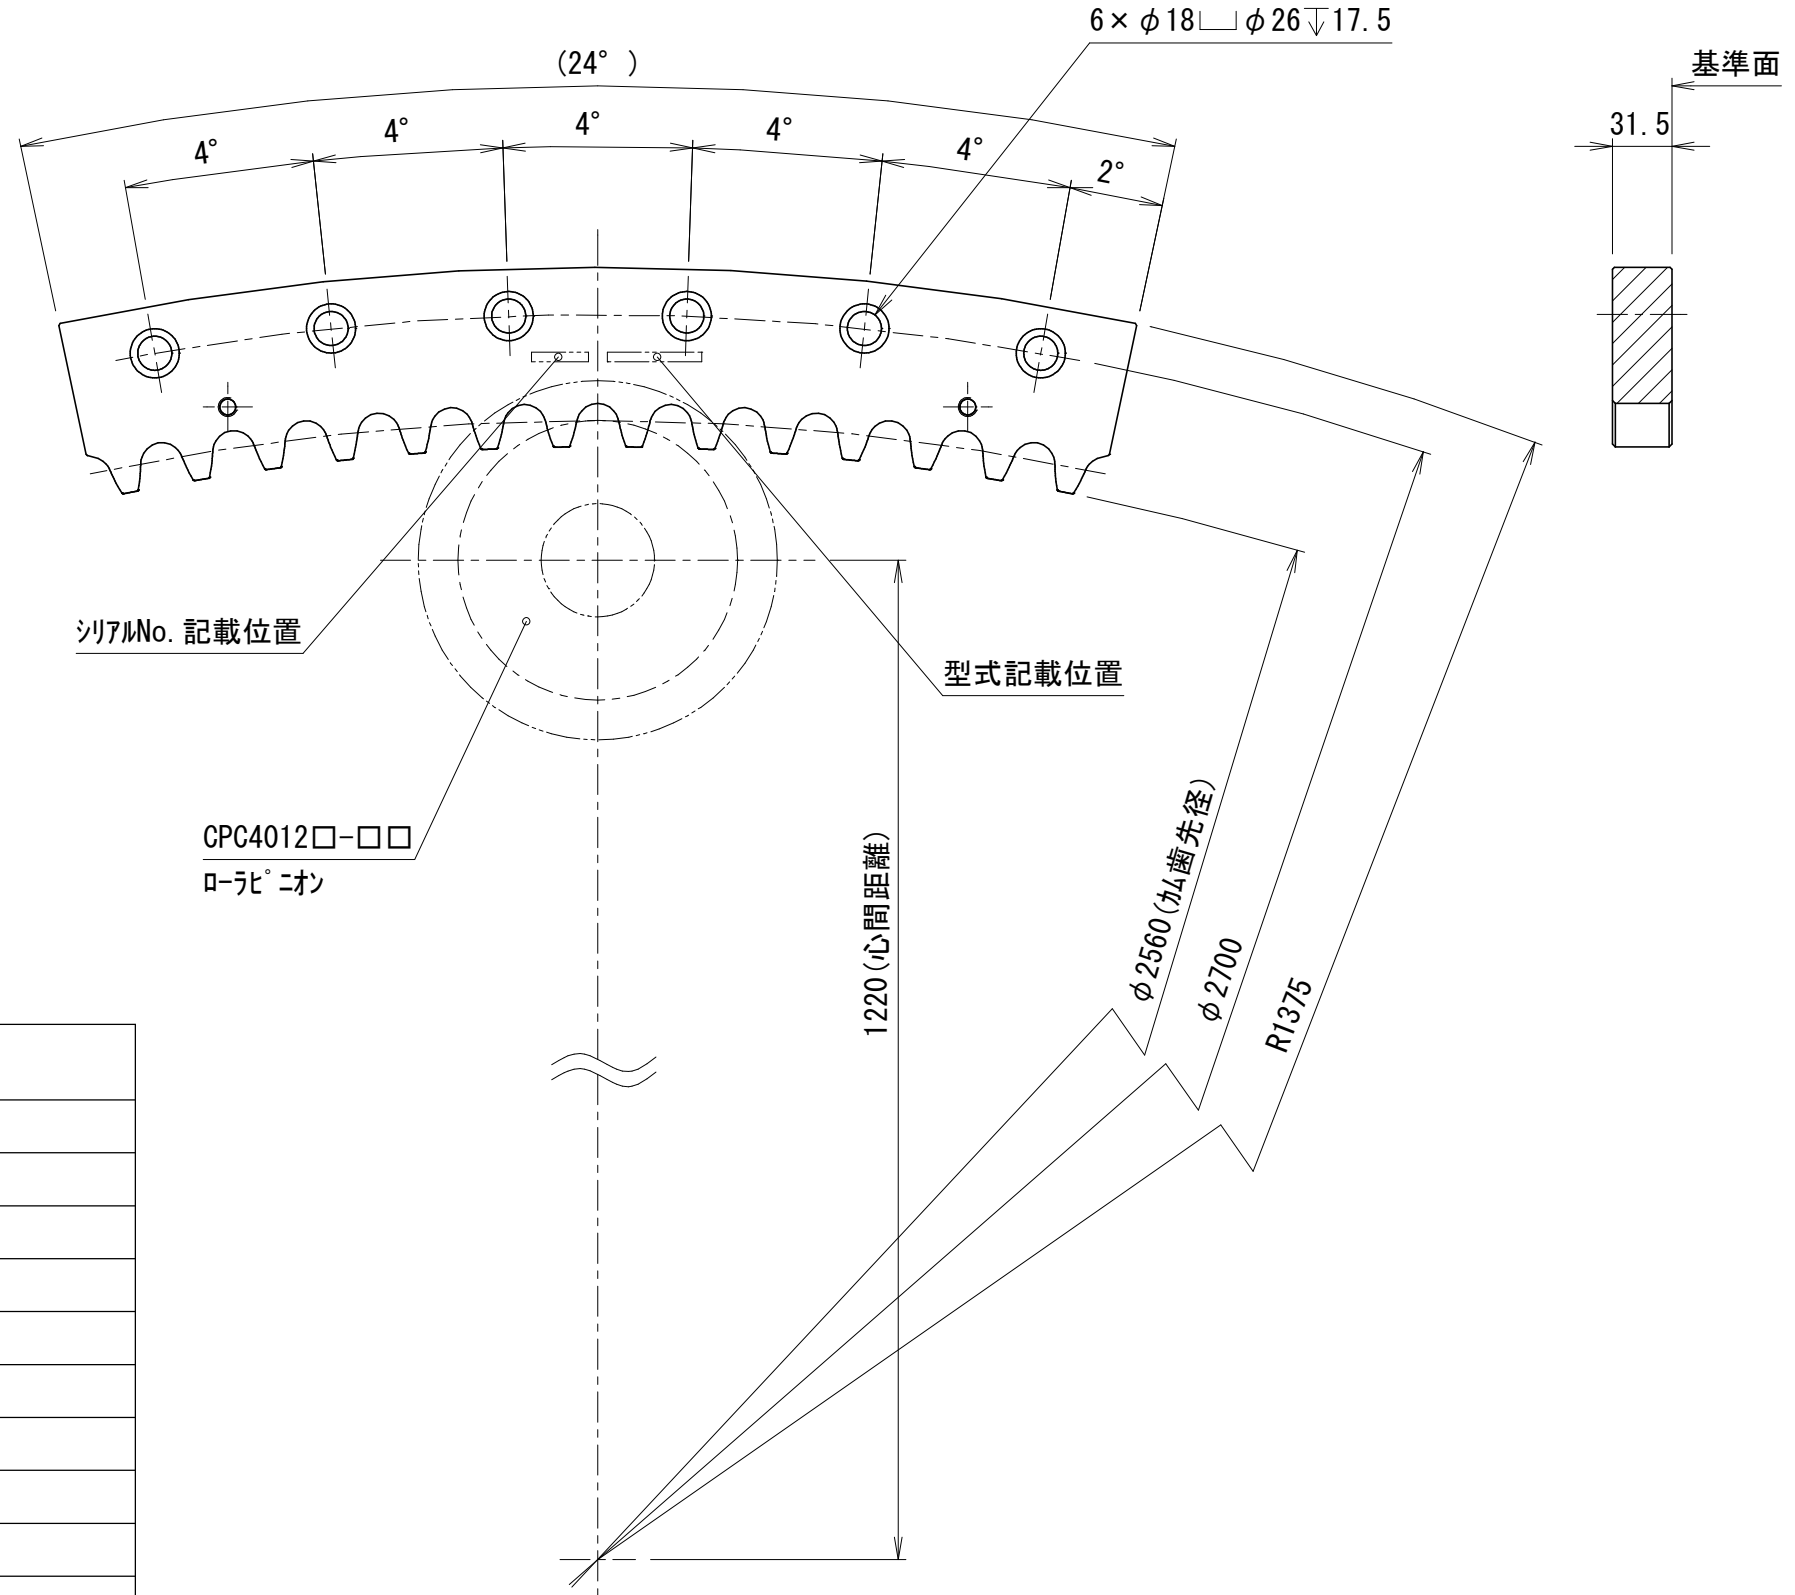 6×φ18⌴φ26↧17.5
基準面
(24°)
31.5
4°
4°
4°
4°
4°
2°
ｼﾘｱﾙNo.記載位置
型式記載位置
CPC4012□-□□
ﾛｰﾗﾋﾟﾆｵﾝ
1220(心間距離)
φ2560(ｶﾑ歯先径)
φ2700
R1375